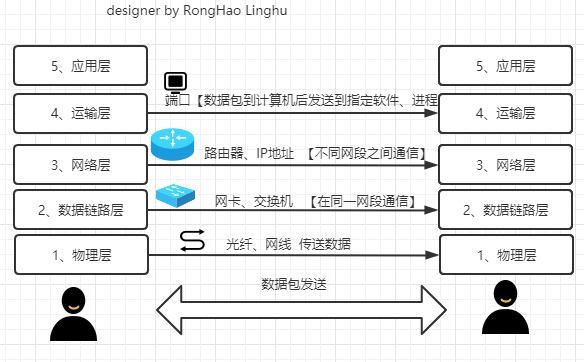 designer by RongHao Linghu
5、应用层
5、应用层
4、运输层
端口【数据包到计算机后发送到指定软件、进程
4、运输层
3、网络层
路由器、IP地址 【不同网段之间通信】
3、网络层
2、数据链路层
网卡、交换机 【在同一网段通信】
2、数据链路层
1、物理层
光纤、网线 传送数据
1、物理层
数据包发送